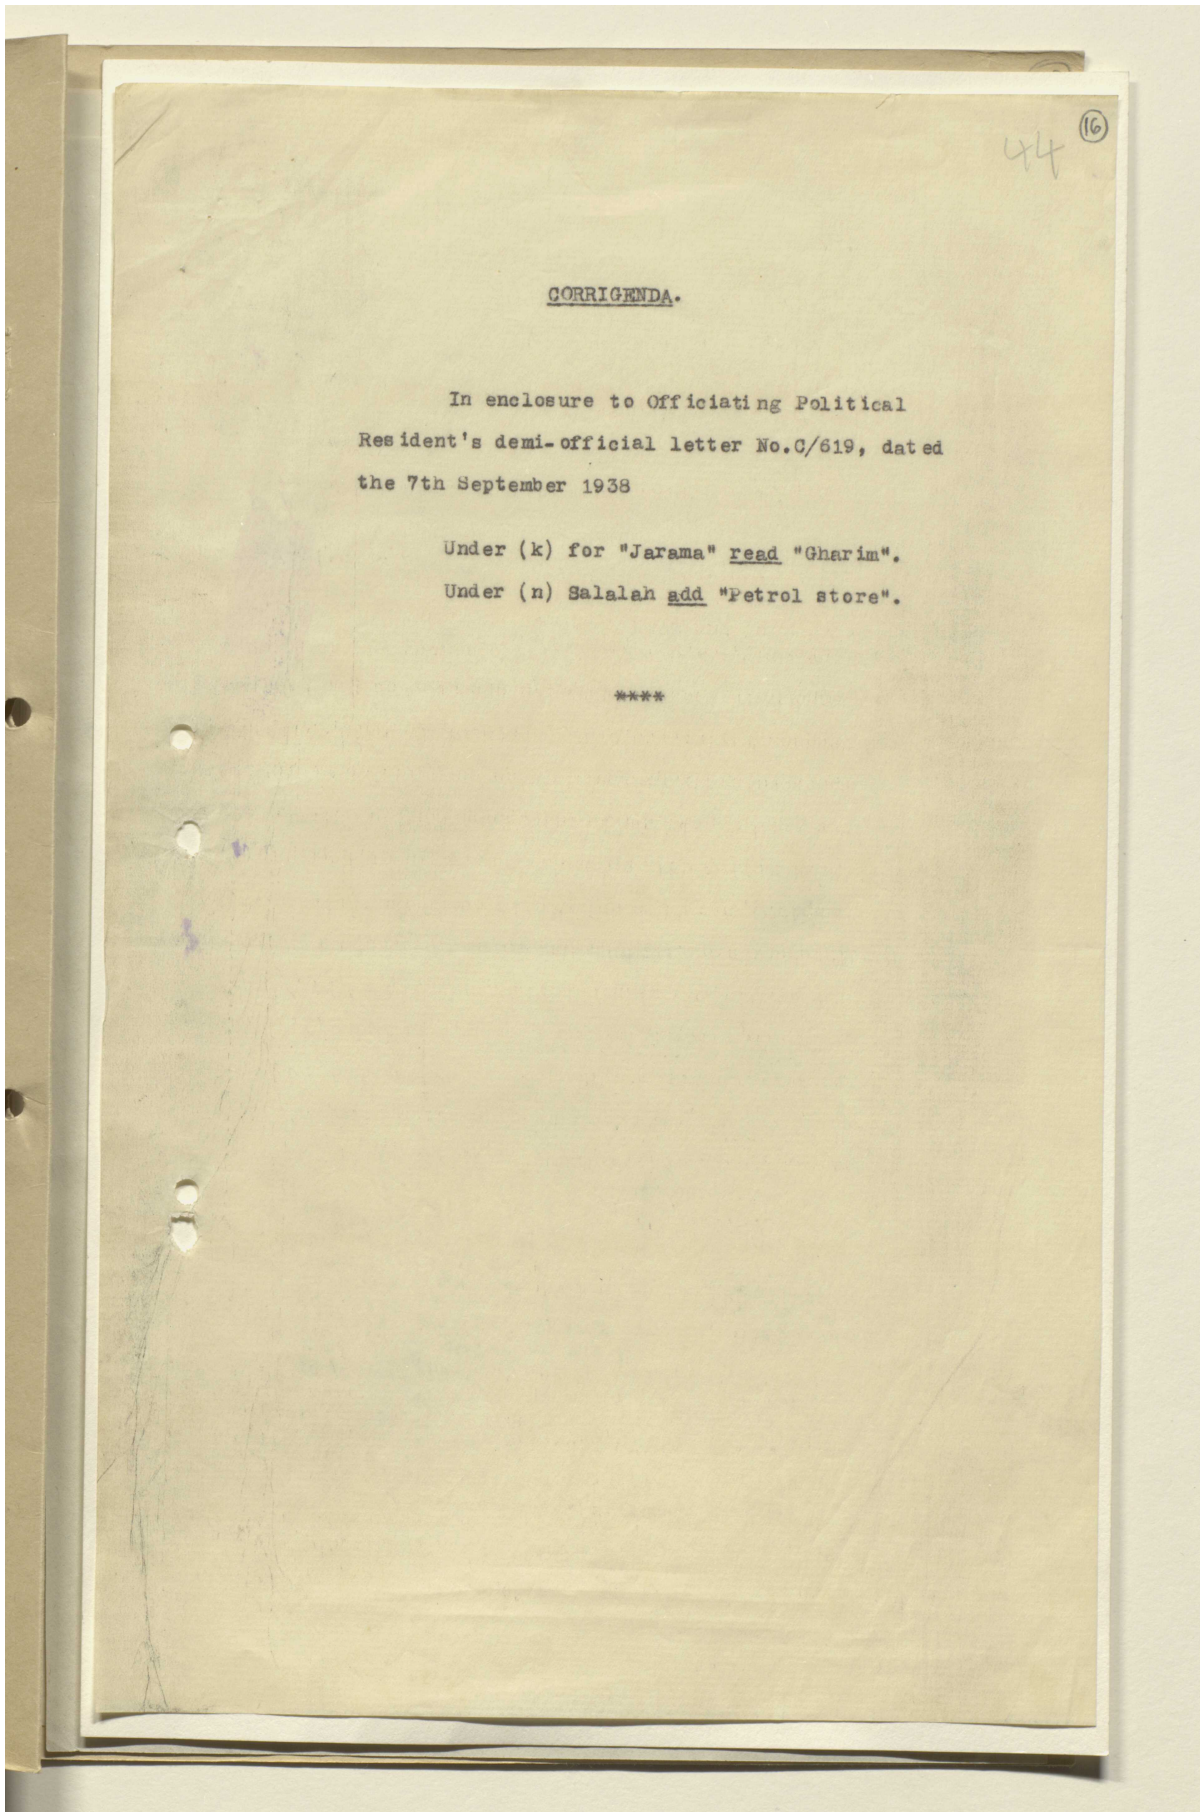 16
44
CORRIGENDA.
In enclosure to Officiating Political
Resident's demi-official letter No.C/619, dated
the 7th September 1938
Under (k) for "Jarama" read "Gharim".
Under (n) Salalah add "Petrol store".
****